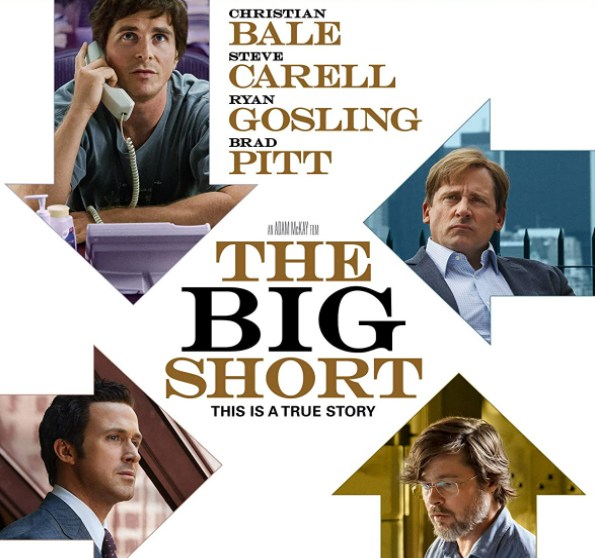 CHRISTIAN
BALE
STEVE
CARELL
RYAN
GOSLING
BRAD
PITT
AN ADAM McKAY FILM
THE
BIG
SHORT
THIS IS A TRUE STORY